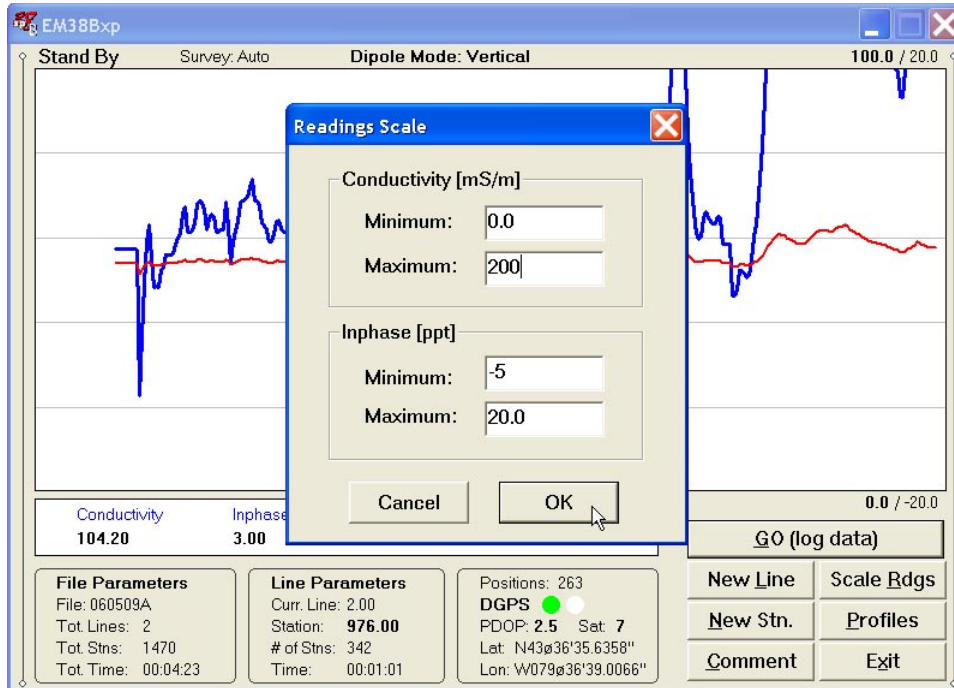 EM38Bxp
Stand By Survey: Auto Dipole Mode: Vertical 100.0 / 20.0
Readings Scale
Conductivity [mS/m]
Minimum: 0.0
Maximum: 200
Inphase [ppt]
Minimum: -5
Maximum: 20.0
Cancel OK
0.0 / -20.0
Conductivity Inphase
104.20 3.00
GO (log data)
New Line Scale Rdgs
New Stn. Profiles
Comment Exit
File Parameters
File: 060509A
Tot. Lines: 2
Tot. Stns: 1470
Tot. Time: 00:04:23
Line Parameters
Curr. Line: 2.00
Station: 976.00
# of Stns: 342
Time: 00:01:01
Positions: 263
DGPS
PDOP: 2.5 Sat: 7
Lat: N43ø36'35.6358"
Lon: W079ø36'39.0066"